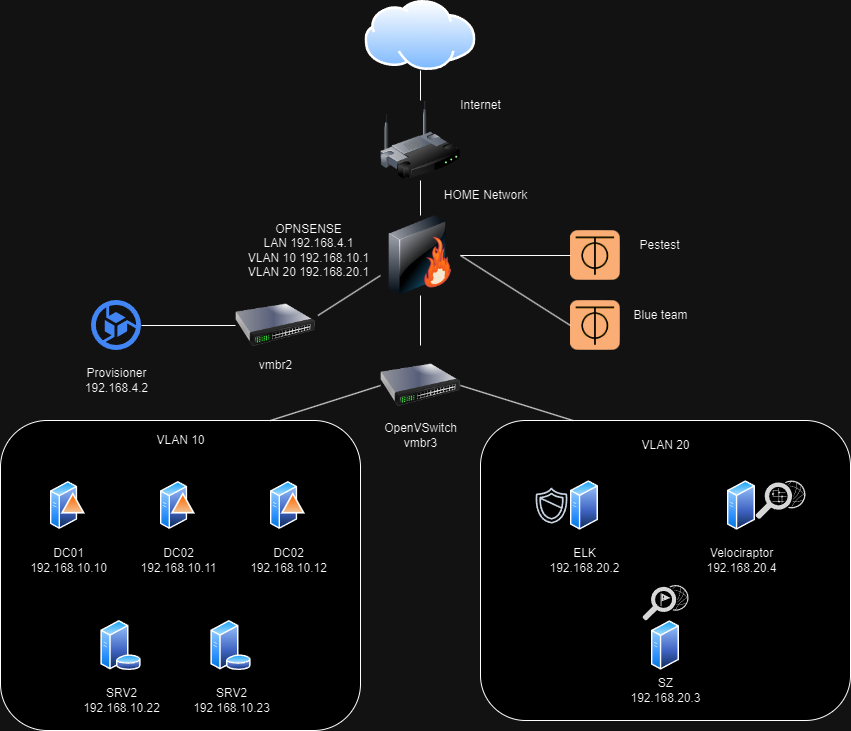 Internet
HOME Network
OPNSENSE
LAN 192.168.4.1
VLAN 10 192.168.10.1
VLAN 20 192.168.20.1
Pestest
Blue team
Provisioner
192.168.4.2
vmbr2
OpenVSwitch
vmbr3
VLAN 10
DC01
192.168.10.10
DC02
192.168.10.11
DC02
192.168.10.12
SRV2
192.168.10.22
SRV2
192.168.10.23
VLAN 20
ELK
192.168.20.2
Velociraptor
192.168.20.4
SZ
192.168.20.3